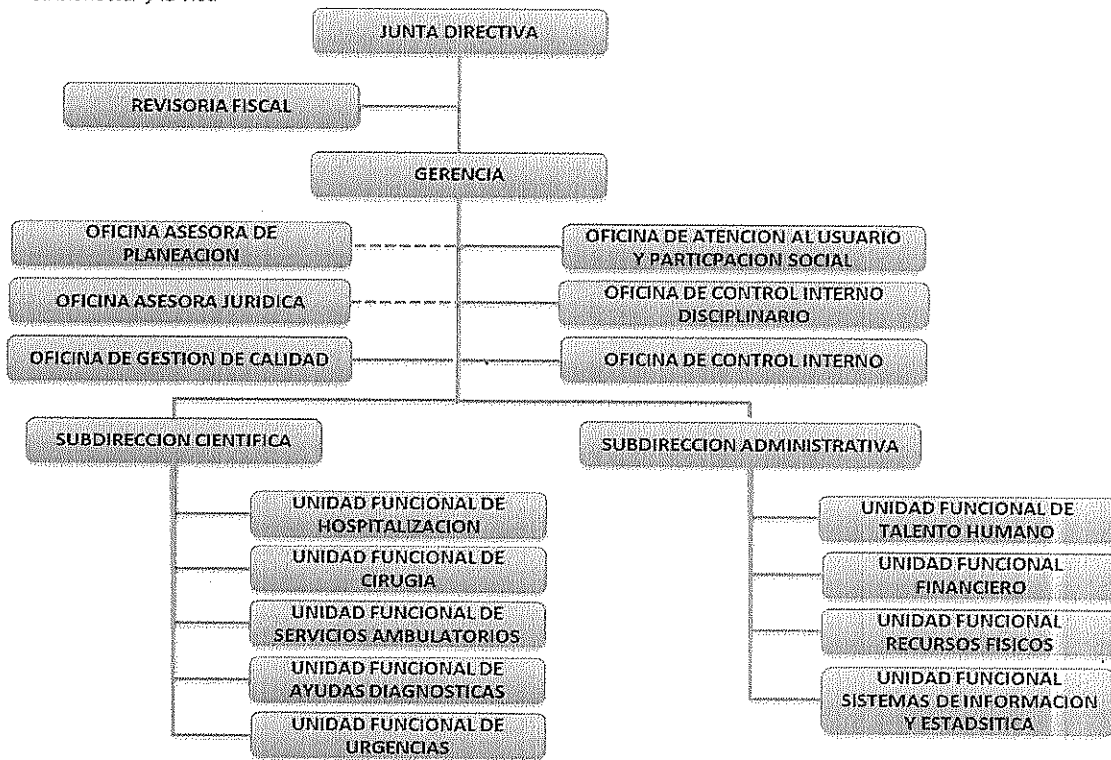 y la vida
JUNTA DIRECTIVA
REVISORIA FISCAL
GERENCIA
OFICINA ASESORA DE
PLANEACION
OFICINA DE ATENCION AL USUARIO
Y PARTICPACION SOCIAL
OFICINA ASESORA JURIDICA
OFICINA DE CONTROL INTERNO
DISCIPLINARIO
OFICINA DE GESTION DE CALIDAD
OFICINA DE CONTROL INTERNO
SUBDIRECCION CIENTIFICA
SUBDIRECCION ADMINISTRATIVA
UNIDAD FUNCIONAL DE
HOSPITALIZACION
UNIDAD FUNCIONAL DE
CIRUGIA
UNIDAD FUNCIONAL DE
SERVICIOS AMBULATORIOS
UNIDAD FUNCIONAL DE
AYUDAS DIAGNOSTICAS
UNIDAD FUNCIONAL DE
URGENCIAS
UNIDAD FUNCIONAL DE
TALENTO HUMANO
UNIDAD FUNCIONAL
FINANCIERO
UNIDAD FUNCIONAL
RECURSOS FISICOS
UNIDAD FUNCIONAL
SISTEMAS DE INFORMACION
Y ESTADSITICA